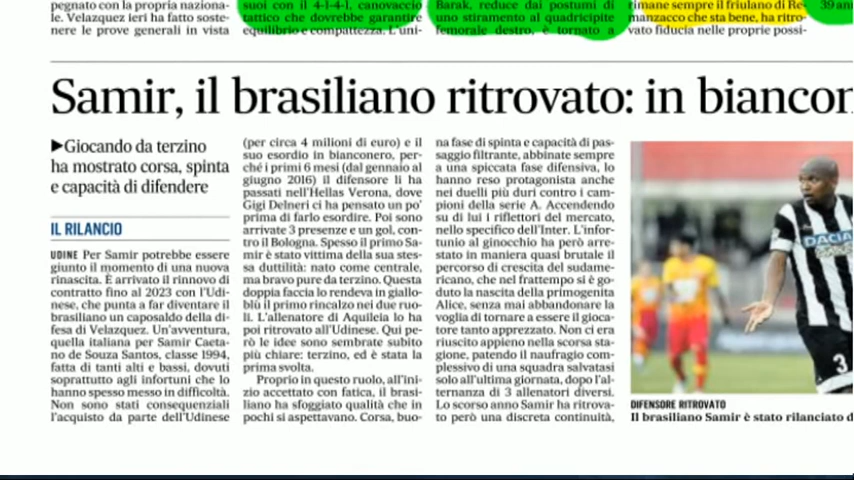 pegnato con la propria naziona-
le. Velazquez ieri ha fatto soste-
nere le prove generali in vista
suoi con il 4-1-4-1, canovaccio
tattico che dovrebbe garantire
equilibrio e compattezza. L'uni-
Barak, reduce dai postumi di
uno stiramento al quadricipite
femorale destro, è tornato a
rimane sempre il friulano di Re-
manzacco che sta bene, ha ritro-
vato fiducia nelle proprie possi-
39 an
Samir, il brasiliano ritrovato: in biancon
▶Giocando da terzino
ha mostrato corsa, spinta
e capacità di difendere
IL RILANCIO
UDINE Per Samir potrebbe essere
giunto il momento di una nuova
rinascita. È arrivato il rinnovo di
contratto fino al 2023 con l'Udi-
nese, che punta a far diventare il
brasiliano un caposaldo della di-
fesa di Velazquez. Un'avventura,
quella italiana per Samir Caeta-
no de Souza Santos, classe 1994,
fatta di tanti alti e bassi, dovuti
soprattutto agli infortuni che lo
hanno spesso messo in difficoltà.
Non sono stati consequenziali
l'acquisto da parte dell'Udinese
(per circa 4 milioni di euro) e il
suo esordio in bianconero, per-
ché i primi 6 mesi (dal gennaio al
giugno 2016) il difensore li ha
passati nell'Hellas Verona, dove
Gigi Delneri ci ha pensato un po'
prima di farlo esordire. Poi sono
arrivate 3 presenze e un gol, con-
tro il Bologna. Spesso il primo Sa-
mir è stato vittima della sua stes-
sa duttilità: nato come centrale,
ma bravo pure da terzino. Questa
doppia faccia lo rendeva in giallo-
blù il primo rincalzo nei due ruo-
li. L'allenatore di Aquileia lo ha
poi ritrovato all'Udinese. Qui pe-
rò le idee sono sembrate subito
più chiare: terzino, ed è stata la
prima svolta.
Proprio in questo ruolo, all'ini-
zio accettato con fatica, il brasi-
liano ha sfoggiato qualità che in
pochi si aspettavano. Corsa, buo-
na fase di spinta e capacità di pas-
saggio filtrante, abbinate sempre
a una spiccata fase difensiva, lo
hanno reso protagonista anche
nei duelli più duri contro i cam-
pioni della serie A. Accendendo
su di lui i riflettori del mercato,
nello specifico dell'Inter. L'infor-
tunio al ginocchio ha però arre-
stato in maniera quasi brutale il
percorso di crescita del sudame-
ricano, che nel frattempo si è go-
duto la nascita della primogenita
Alice, senza mai abbandonare la
voglia di tornare a essere il gioca-
tore tanto apprezzato. Non ci era
riuscito appieno nella scorsa sta-
gione, patendo il naufragio com-
plessivo di una squadra salvatasi
solo all'ultima giornata, dopo l'al-
ternanza di 3 allenatori diversi.
Lo scorso anno Samir ha ritrova-
to però una discreta continuità,
DACIA
3
DIFENSORE RITROVATO
Il brasiliano Samir è stato rilanciato d